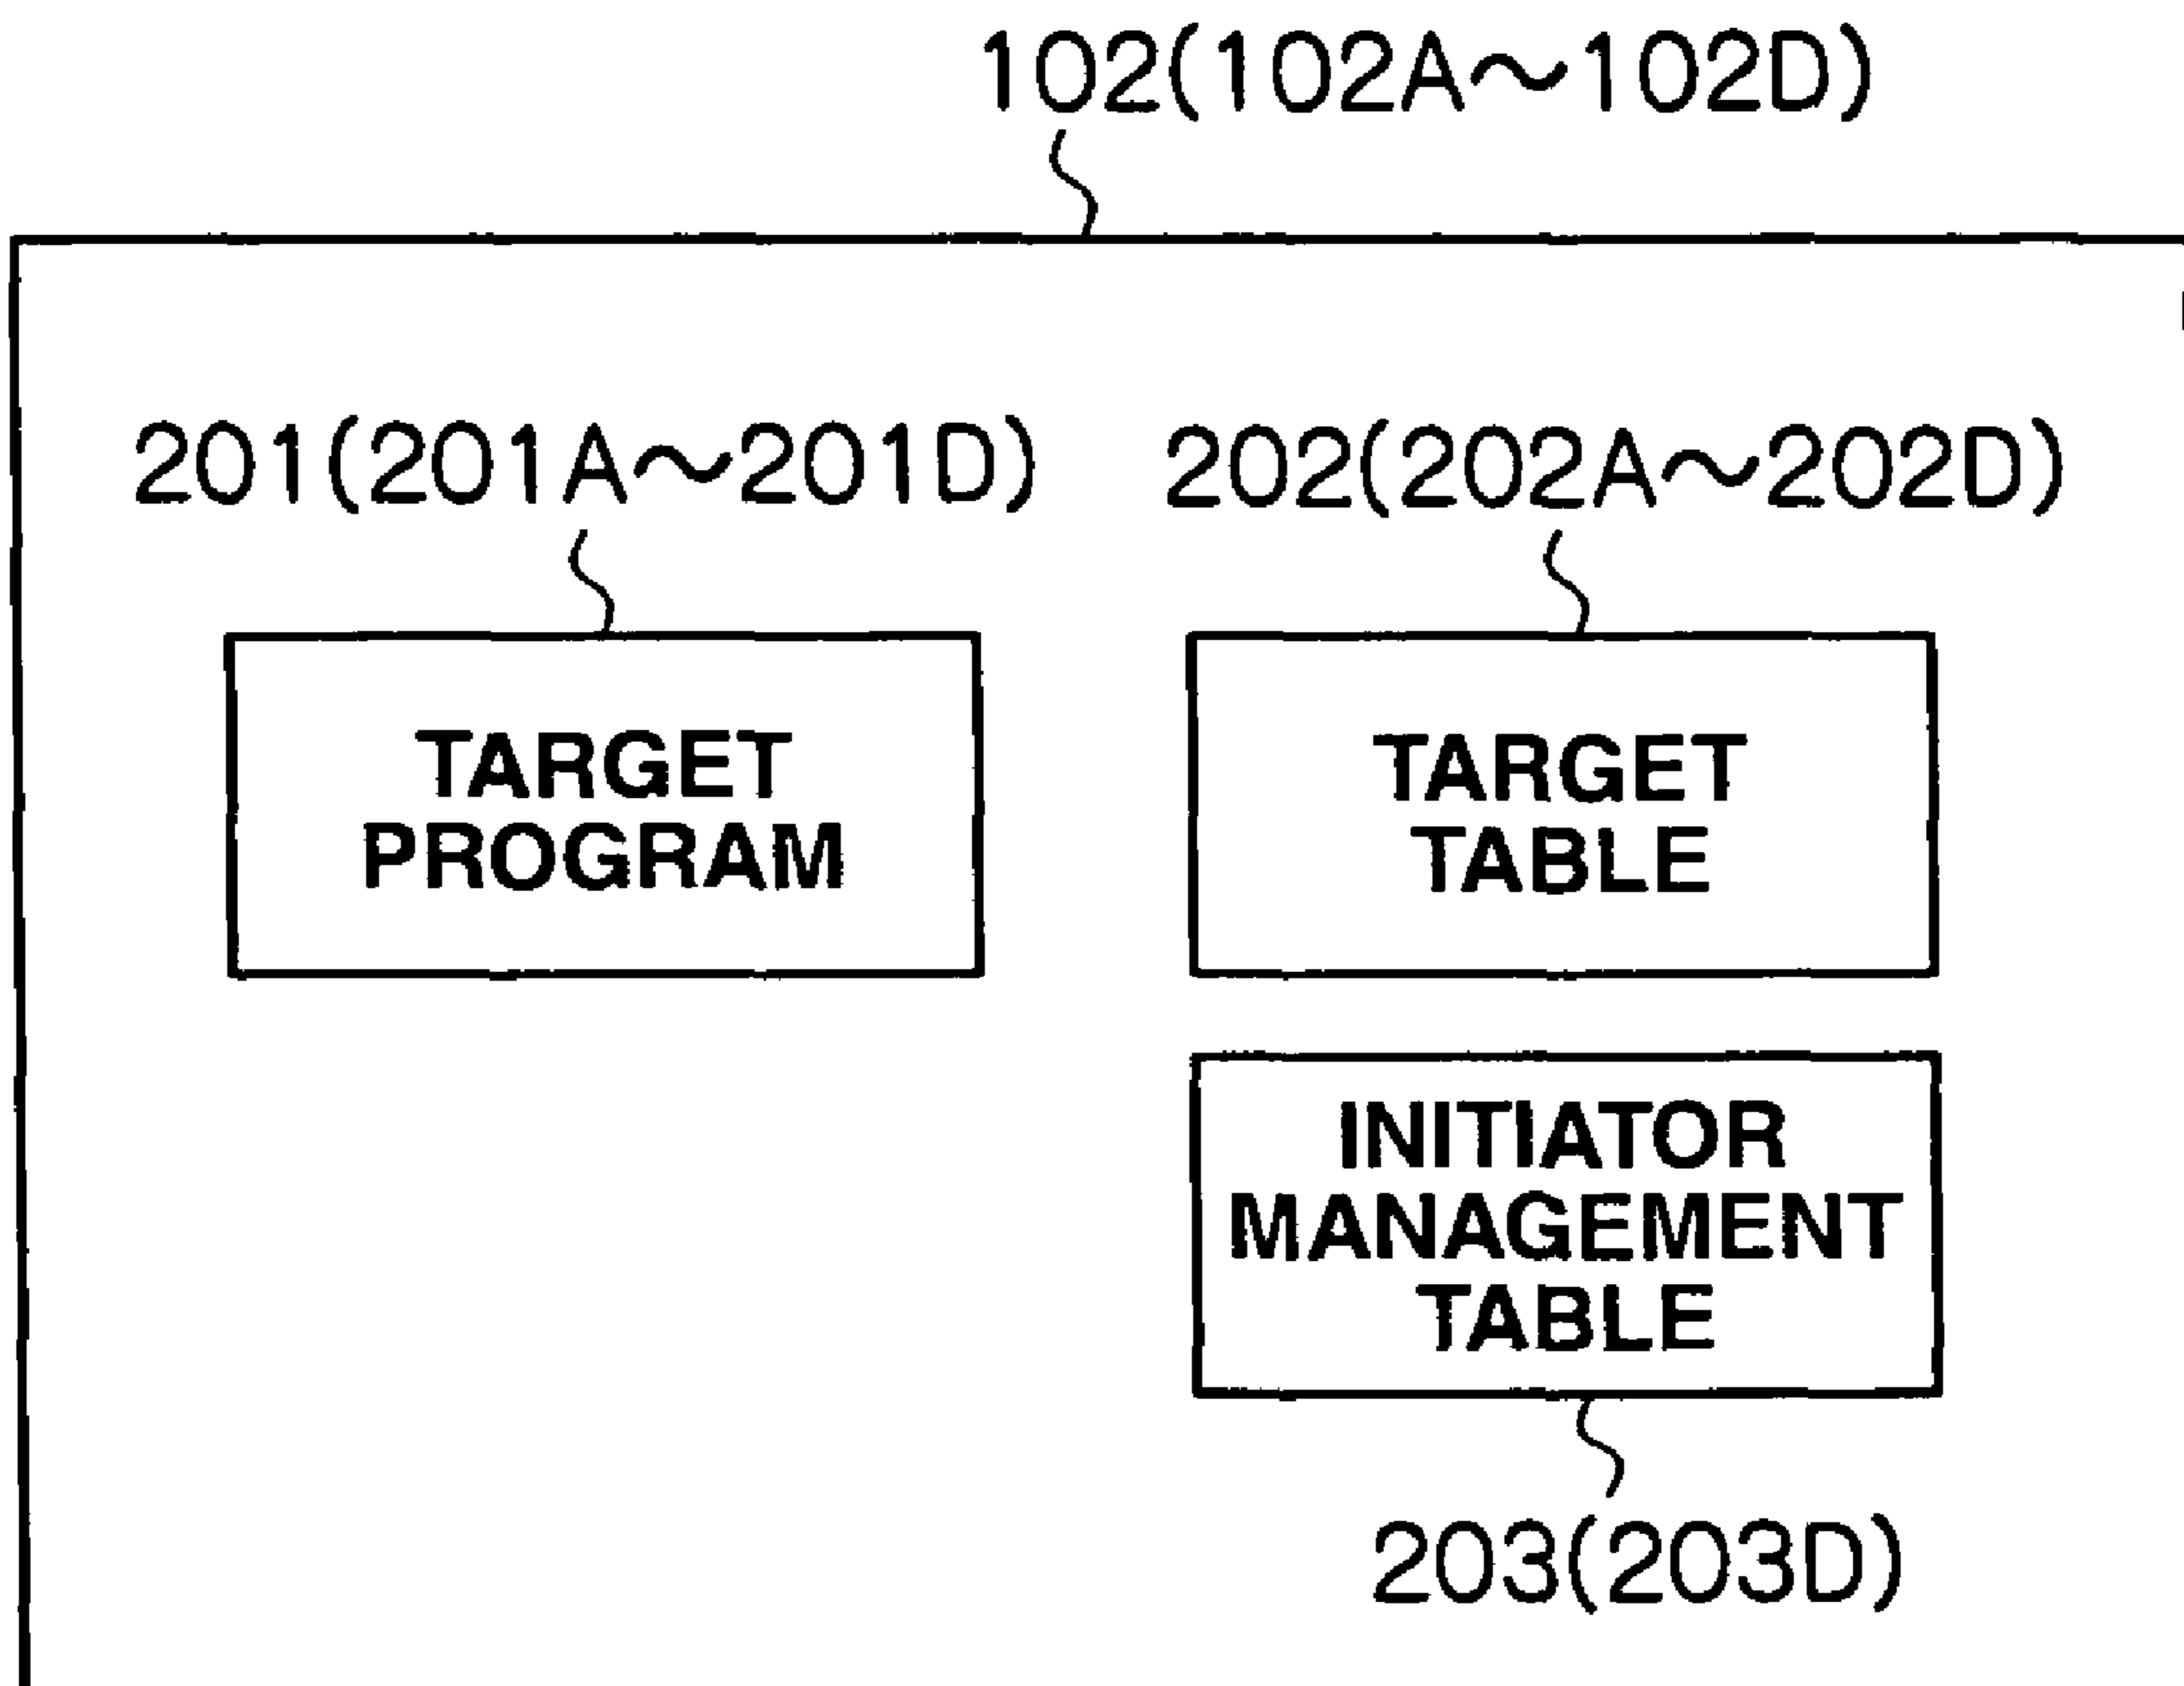 102(102A~102D)
201(201A~201D)
202(202A~202D)
TARGET
PROGRAM
TARGET
TABLE
INITIATOR
MANAGEMENT
TABLE
203(203D)